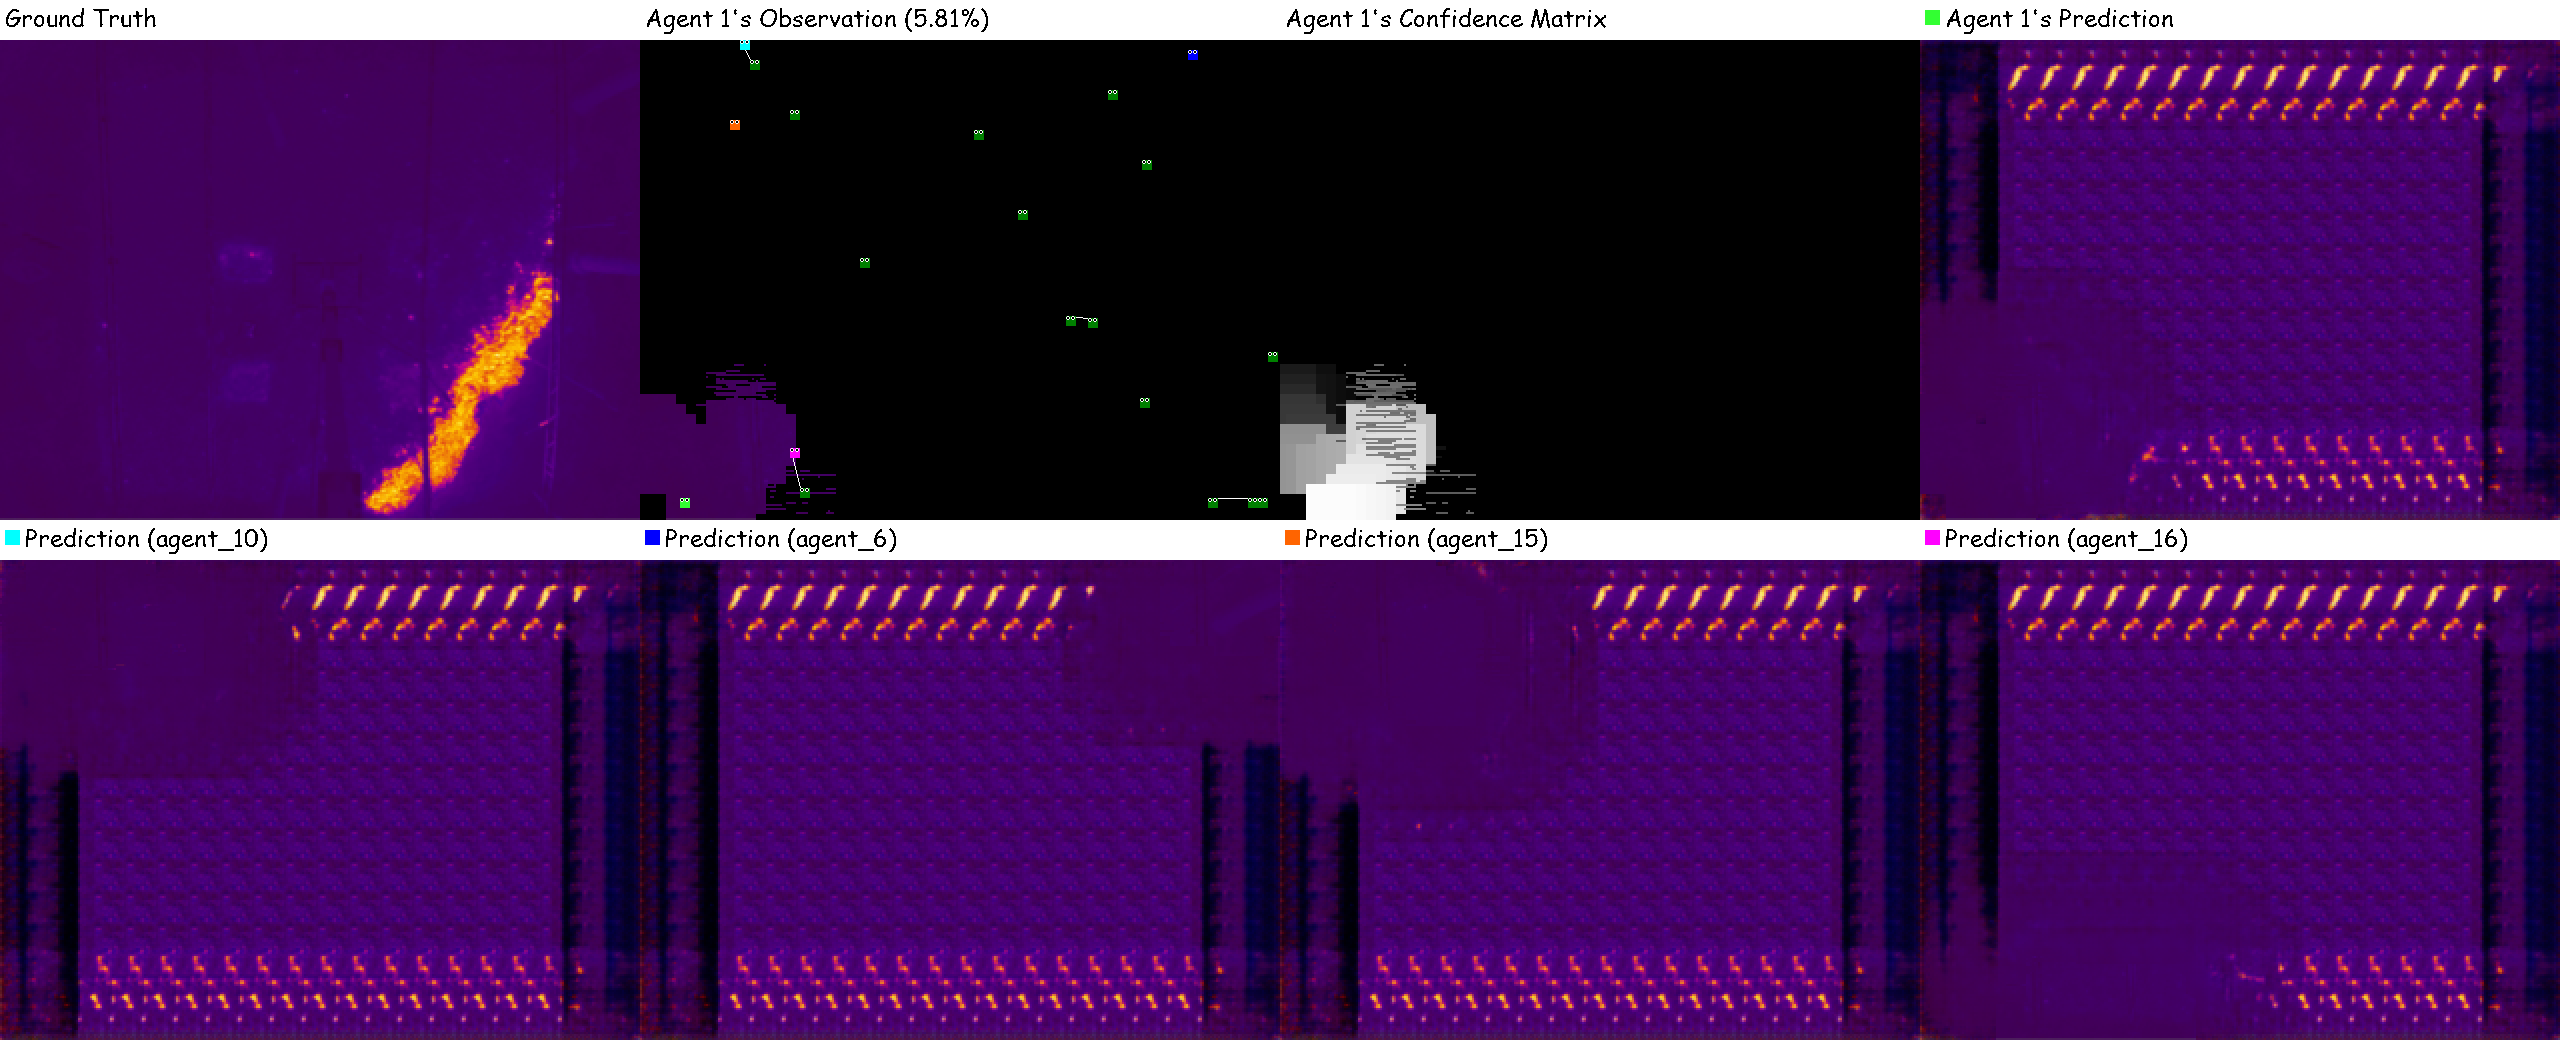 Ground Truth
Agent 1's Observation (5.81%)
Agent 1's Confidence Matrix
Agent 1's Prediction
Prediction (agent_10)
Prediction (agent_6)
Prediction (agent_15)
Prediction (agent_16)